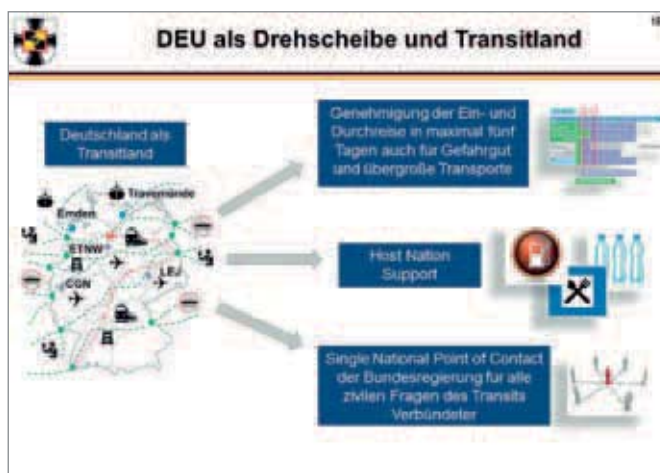 DEU als Drehscheibe und Transitland
Deutschland als
Transitland
Travemünde
Emden
ETNW
CGN
LEJ
Genehmigung der Ein- und
Durchreise in maximal fünf
Tagen auch für Gefahrgut
und übergroße Transporte
Host Nation
Support
Single National Point of Contact
der Bundesregierung für alle
zivilen Fragen des Transits
Verbündeter